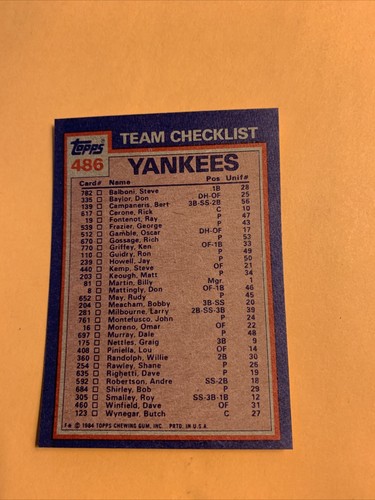 Topps
TEAM CHECKLIST
486
YANKEES
Card# Name Pos Unif#
782 Balboni, Steve 1B 28
335 Baylor, Don DH-OF 25
139 Campaneris, Bert 3B-SS-2B 56
617 Cerone, Rick C 10
19 Fontenot, Ray P 47
539 Frazier, George P 43
512 Gamble, Oscar DH-OF 17
670 Gossage, Rich P 53
770 Griffey, Ken OF-1B 33
110 Guidry, Ron P 49
239 Howell, Jay P 50
440 Kemp, Steve OF 21
203 Keough, Matt P 34
81 Martin, Billy Mgr. 1
8 Mattingly, Don OF-1B 46
652 May, Rudy P 45
204 Meacham, Bobby 3B-SS 20
281 Milbourne, Larry 2B-SS-3B 39
761 Montefusco, John P 24
16 Moreno, Omar OF 22
697 Murray, Dale P 48
175 Nettles, Graig 3B 9
408 Piniella, Lou OF 14
360 Randolph, Willie 2B 30
254 Rawley, Shane P 25
635 Righetti, Dave P 19
592 Robertson, Andre SS-2B 18
684 Shirley, Bob P 29
305 Smalley, Roy SS-3B-1B 12
460 Winfield, Dave OF 31
123 Wynegar, Butch C 27
F* © 1984 TOPPS CHEWING GUM, INC. PRTD. IN U.S.A.